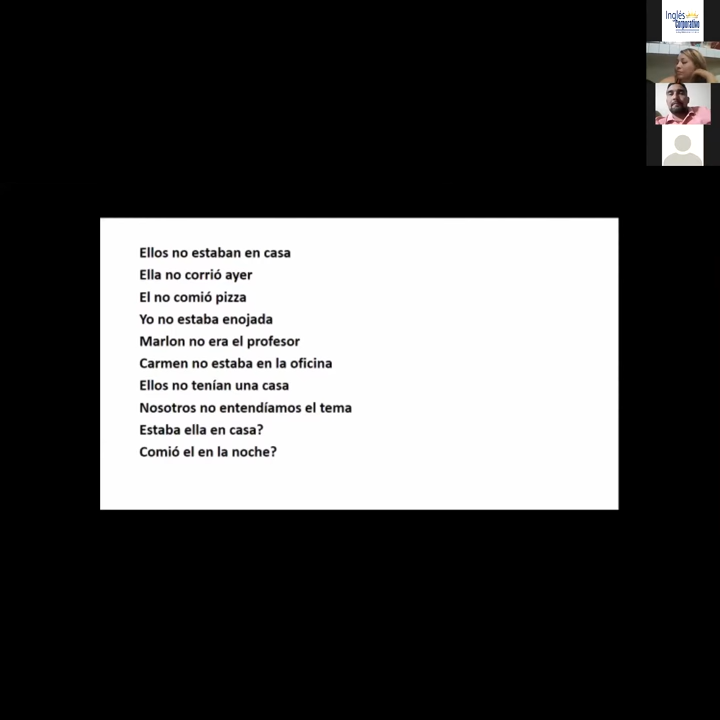 Inglés
Corporativo
Ellos no estaban en casa
Ella no corrió ayer
El no comió pizza
Yo no estaba enojada
Marlon no era el profesor
Carmen no estaba en la oficina
Ellos no tenían una casa
Nosotros no entendíamos el tema
Estaba ella en casa?
Comió el en la noche?